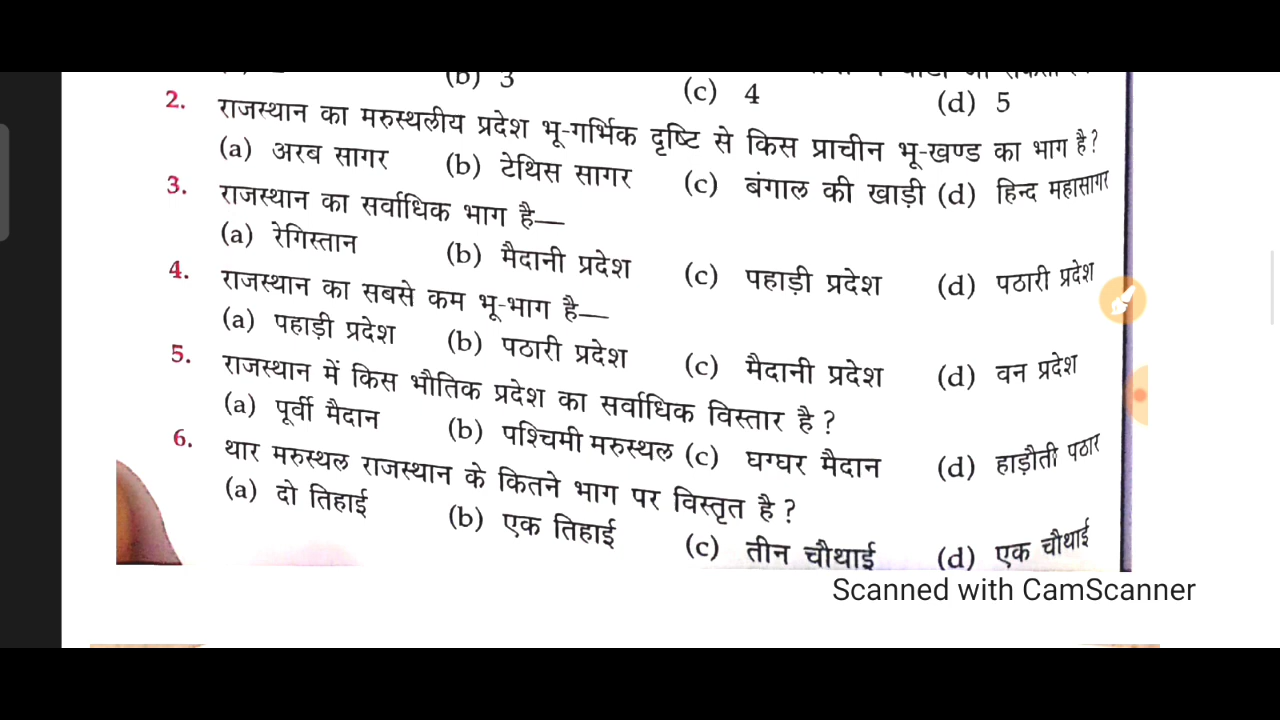 (b) 3 (c) 4 (d) 5
2. राजस्थान का मरुस्थलीय प्रदेश भू-गर्भिक दृष्टि से किस प्राचीन भू-खण्ड का भाग है?
(a) अरब सागर (b) टेथिस सागर (c) बंगाल की खाड़ी (d) हिन्द महासागर
3. राजस्थान का सर्वाधिक भाग है—
(a) रेगिस्तान (b) मैदानी प्रदेश (c) पहाड़ी प्रदेश (d) पठारी प्रदेश
4. राजस्थान का सबसे कम भू-भाग है—
(a) पहाड़ी प्रदेश (b) पठारी प्रदेश (c) मैदानी प्रदेश (d) वन प्रदेश
5. राजस्थान में किस भौतिक प्रदेश का सर्वाधिक विस्तार है ?
(a) पूर्वी मैदान (b) पश्चिमी मरुस्थल (c) घग्घर मैदान (d) हाड़ौती पठार
6. थार मरुस्थल राजस्थान के कितने भाग पर विस्तृत है ?
(a) दो तिहाई (b) एक तिहाई (c) तीन चौथाई (d) एक चौथाई
Scanned with CamScanner